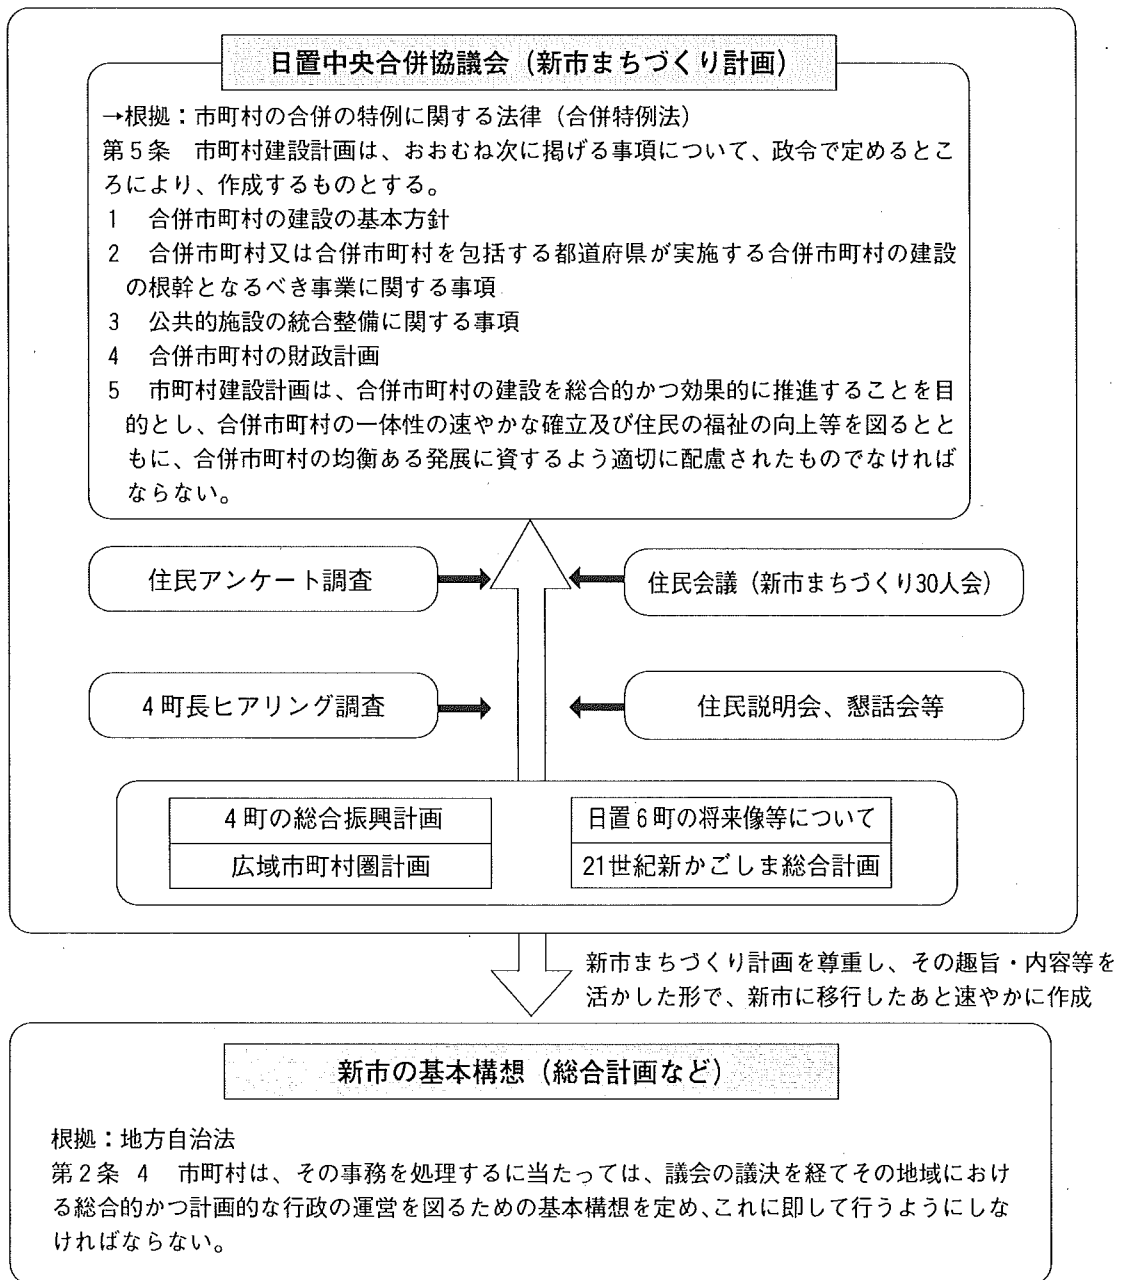 日置中央合併協議会（新市まちづくり計画）
→根拠：市町村の合併の特例に関する法律（合併特例法）
第5条　市町村建設計画は、おおむね次に掲げる事項について、政令で定めるとこ
ろにより、作成するものとする。
1　合併市町村の建設の基本方針
2　合併市町村又は合併市町村を包括する都道府県が実施する合併市町村の建設
の根幹となるべき事業に関する事項
3　公共的施設の統合整備に関する事項
4　合併市町村の財政計画
5　市町村建設計画は、合併市町村の建設を総合的かつ効果的に推進することを目
的とし、合併市町村の一体性の速やかな確立及び住民の福祉の向上等を図るとと
もに、合併市町村の均衡ある発展に資するよう適切に配慮されたものでなければ
ならない。
住民アンケート調査
住民会議（新市まちづくり30人会）
4町長ヒアリング調査
住民説明会、懇話会等
4町の総合振興計画
日置6町の将来像等について
広域市町村圏計画
21世紀新かごしま総合計画
新市まちづくり計画を尊重し、その趣旨・内容等を
活かした形で、新市に移行したあと速やかに作成
新市の基本構想（総合計画など）
根拠：地方自治法
第2条　4　市町村は、その事務を処理するに当たっては、議会の議決を経てその地域におけ
る総合的かつ計画的な行政の運営を図るための基本構想を定め、これに即して行うようにしな
ければならない。